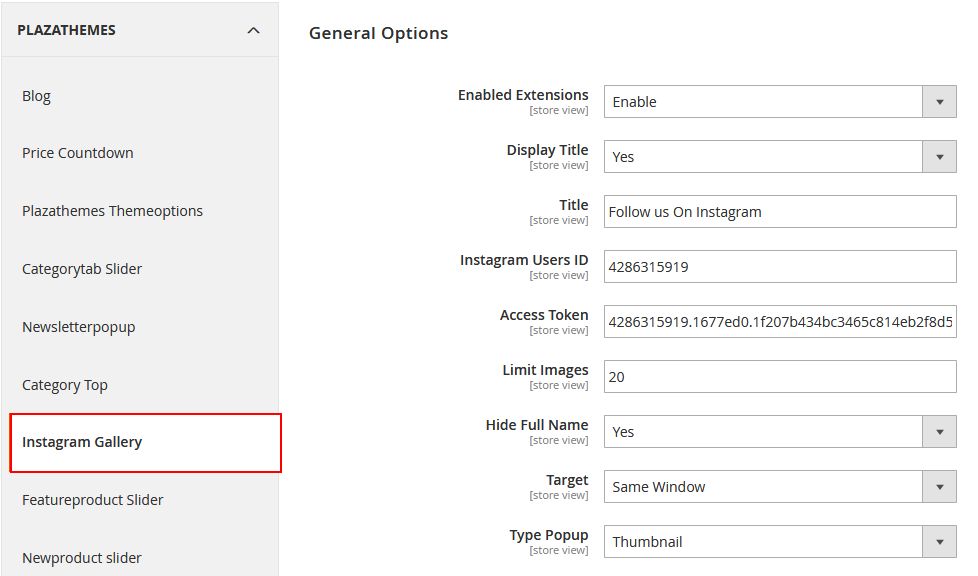 PLAZATHEMES
Blog
Price Countdown
Plazathemes Themeoptions
Categorytab Slider
Newsletterpopup
Category Top
Instagram Gallery
Featureproduct Slider
Newproduct slider
General Options
Enabled Extensions
[store view]
Enable
Display Title
[store view]
Yes
Title
[store view]
Follow us On Instagram
Instagram Users ID
[store view]
4286315919
Access Token
[store view]
4286315919.1677ed0.1f207b434bc3465c814eb2f8d5
Limit Images
[store view]
20
Hide Full Name
[store view]
Yes
Target
[store view]
Same Window
Type Popup
[store view]
Thumbnail